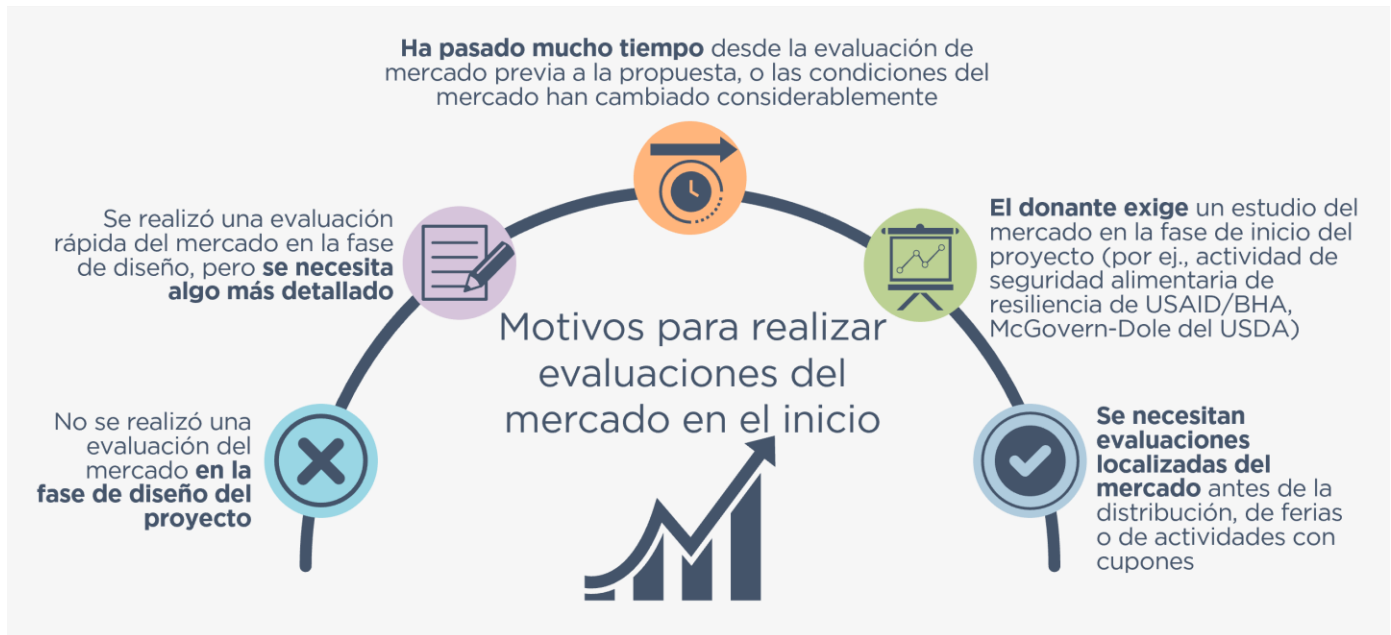 Ha pasado mucho tiempo desde la evaluación de
mercado previa a la propuesta, o las condiciones del
mercado han cambiado considerablemente
Se realizó una evaluación
rápida del mercado en la fase
de diseño, pero se necesita
algo más detallado
El donante exige un estudio del
mercado en la fase de inicio del
proyecto (por ej., actividad de
seguridad alimentaria de
resiliencia de USAID/BHA,
McGovern-Dole del USDA)
Motivos para realizar
evaluaciones del
mercado en el inicio
No se realizó una
evaluación del
mercado en la
fase de diseño del
proyecto
Se necesitan
evaluaciones
localizadas del
mercado antes de la
distribución, de ferias
o de actividades con
cupones